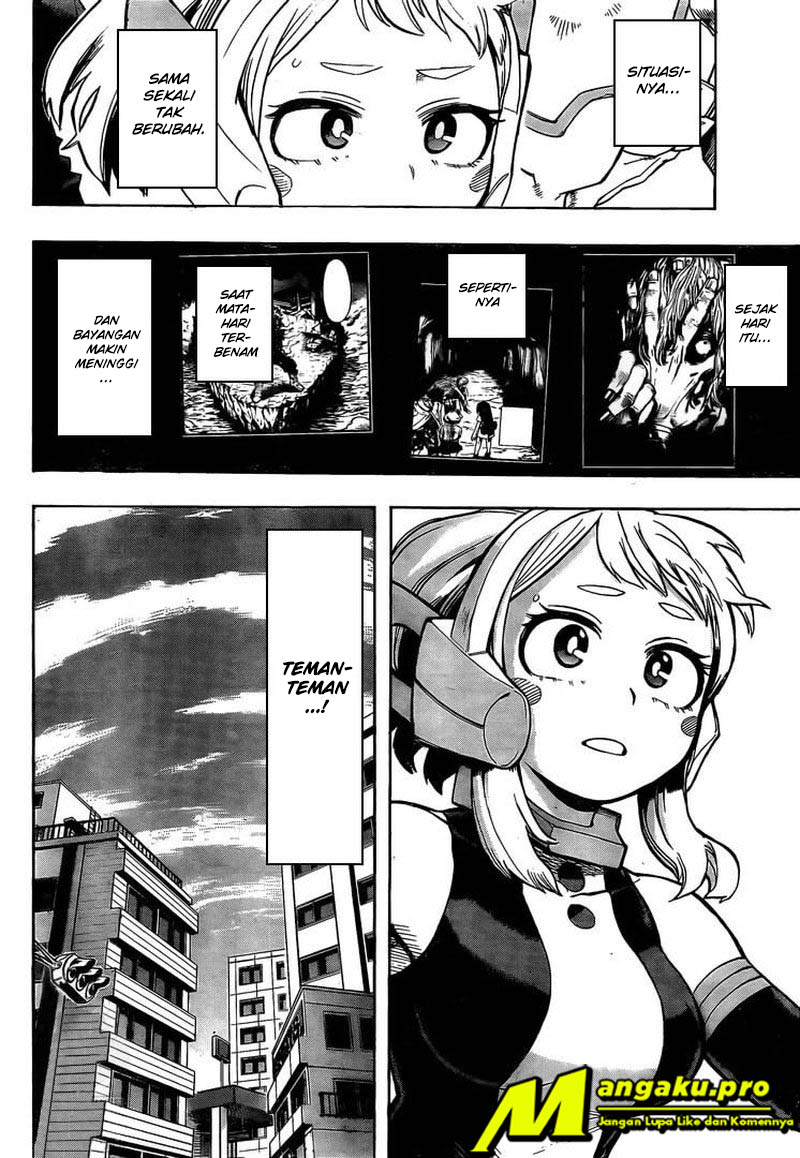 SITUASI-
NYA...
SAMA
SEKALI
TAK
BERUBAH.
SEJAK
HARI
ITU...
SEPERTI-
NYA
SAAT
MATA-
HARI
TER-
BENAM
DAN
BAYANGAN
MAKIN
MENINGGI
...
TEMAN-
TEMAN
...!
Mangaku.pro
Jangan Lupa Like dan Komennya